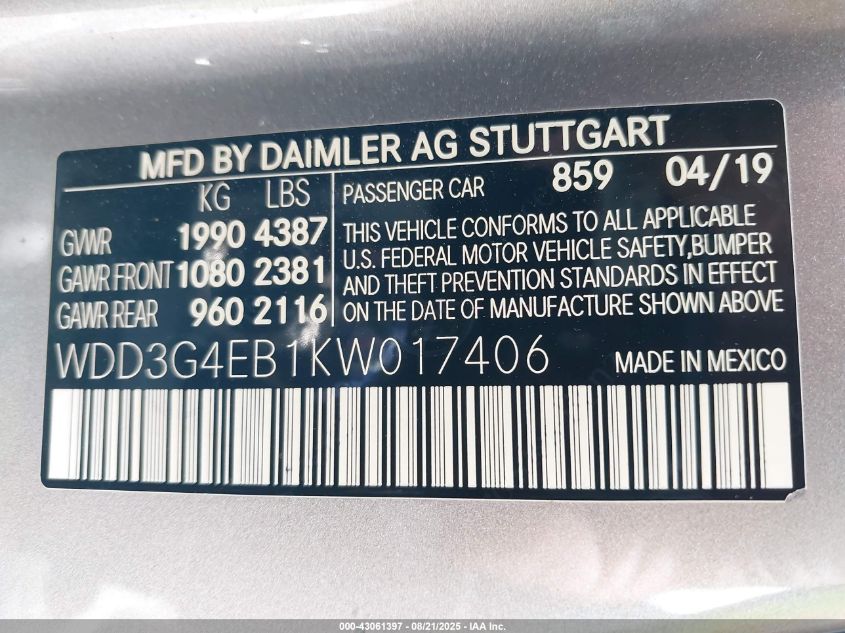 MFD BY DAIMLER AG STUTTGART
KG LBS
GVWR 1990 4387
GAWR FRONT 1080 2381
GAWR REAR 960 2116
PASSENGER CAR 859 04/19
THIS VEHICLE CONFORMS TO ALL APPLICABLE
U.S. FEDERAL MOTOR VEHICLE SAFETY,BUMPER
AND THEFT PREVENTION STANDARDS IN EFFECT
ON THE DATE OF MANUFACTURE SHOWN ABOVE
WDD3G4EB1KW017406 MADE IN MEXICO
000-43061397 - 08/21/2025 - IAA Inc.